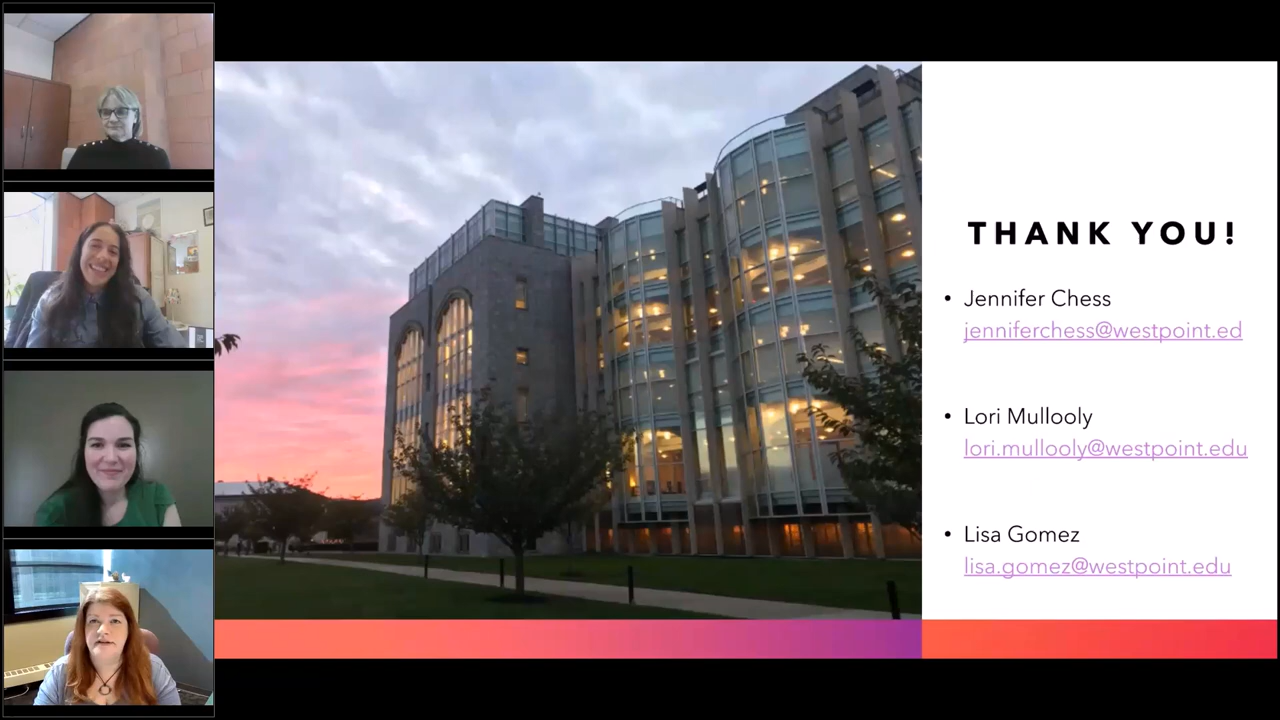 THANK YOU!
• Jennifer Chess
jenniferchess@westpoint.ed
• Lori Mullooly
lori.mullooly@westpoint.edu
• Lisa Gomez
lisa.gomez@westpoint.edu